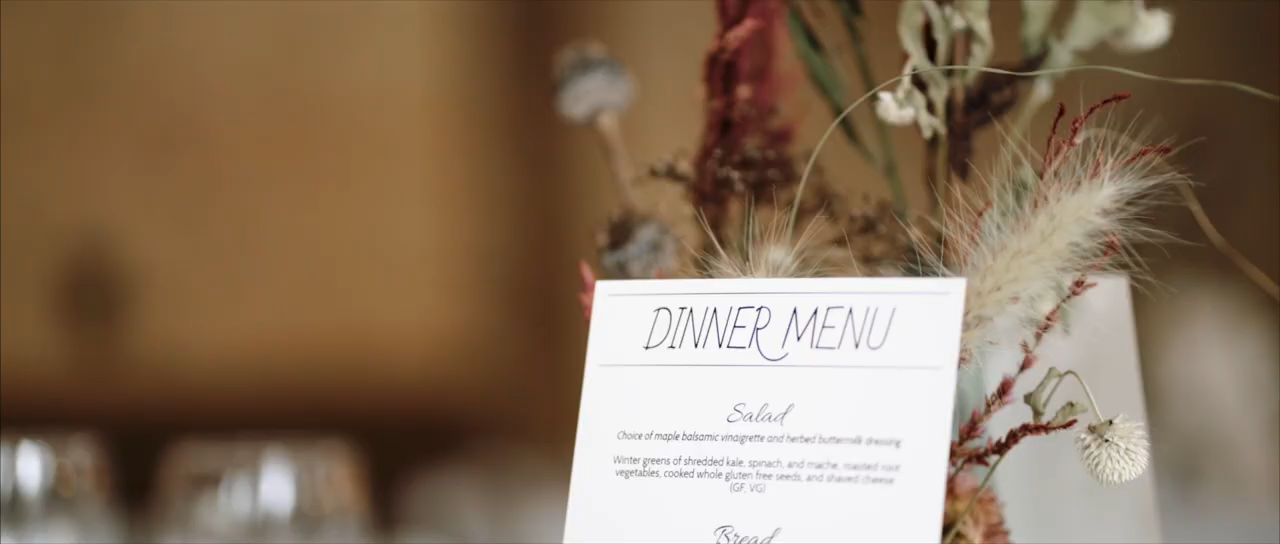 DINNER MENU
Salad
Choice of maple balsamic vinaigrette and herbed buttermilk dressing
Winter greens of shredded kale, spinach, and mache, roasted root
vegetables, cooked whole gluten free seeds, and shaved cheese
(GF, VG)
Bread